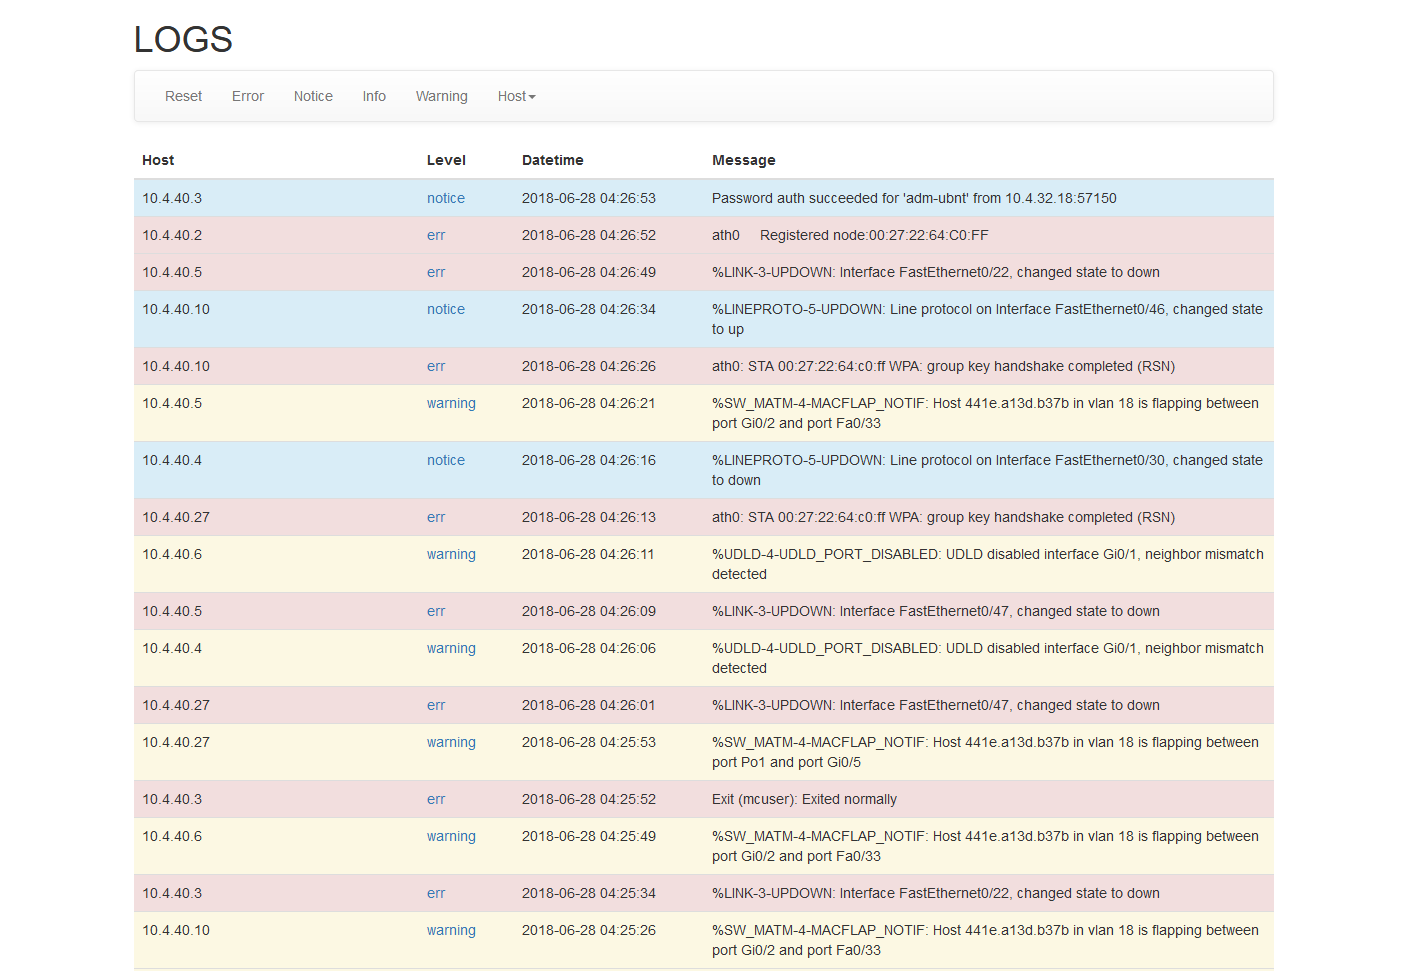 LOGS
Reset Error Notice Info Warning Host
Host Level Datetime Message
10.4.40.3 notice 2018-06-28 04:26:53 Password auth succeeded for 'adm-ubnt' from 10.4.32.18:57150
10.4.40.2 err 2018-06-28 04:26:52 ath0 Registered node:00:27:22:64:C0:FF
10.4.40.5 err 2018-06-28 04:26:49 %LINK-3-UPDOWN: Interface FastEthernet0/22, changed state to down
10.4.40.10 notice 2018-06-28 04:26:34 %LINEPROTO-5-UPDOWN: Line protocol on Interface FastEthernet0/46, changed state
to up
10.4.40.10 err 2018-06-28 04:26:26 ath0: STA 00:27:22:64:c0:ff WPA: group key handshake completed (RSN)
10.4.40.5 warning 2018-06-28 04:26:21 %SW_MATM-4-MACFLAP_NOTIF: Host 441e.a13d.b37b in vlan 18 is flapping between
port Gi0/2 and port Fa0/33
10.4.40.4 notice 2018-06-28 04:26:16 %LINEPROTO-5-UPDOWN: Line protocol on Interface FastEthernet0/30, changed state
to down
10.4.40.27 err 2018-06-28 04:26:13 ath0: STA 00:27:22:64:c0:ff WPA: group key handshake completed (RSN)
10.4.40.6 warning 2018-06-28 04:26:11 %UDLD-4-UDLD_PORT_DISABLED: UDLD disabled interface Gi0/1, neighbor mismatch
detected
10.4.40.5 err 2018-06-28 04:26:09 %LINK-3-UPDOWN: Interface FastEthernet0/47, changed state to down
10.4.40.4 warning 2018-06-28 04:26:06 %UDLD-4-UDLD_PORT_DISABLED: UDLD disabled interface Gi0/1, neighbor mismatch
detected
10.4.40.27 err 2018-06-28 04:26:01 %LINK-3-UPDOWN: Interface FastEthernet0/47, changed state to down
10.4.40.27 warning 2018-06-28 04:25:53 %SW_MATM-4-MACFLAP_NOTIF: Host 441e.a13d.b37b in vlan 18 is flapping between
port Po1 and port Gi0/5
10.4.40.3 err 2018-06-28 04:25:52 Exit (mcuser): Exited normally
10.4.40.6 warning 2018-06-28 04:25:49 %SW_MATM-4-MACFLAP_NOTIF: Host 441e.a13d.b37b in vlan 18 is flapping between
port Gi0/2 and port Fa0/33
10.4.40.3 err 2018-06-28 04:25:34 %LINK-3-UPDOWN: Interface FastEthernet0/22, changed state to down
10.4.40.10 warning 2018-06-28 04:25:26 %SW_MATM-4-MACFLAP_NOTIF: Host 441e.a13d.b37b in vlan 18 is flapping between
port Gi0/2 and port Fa0/33